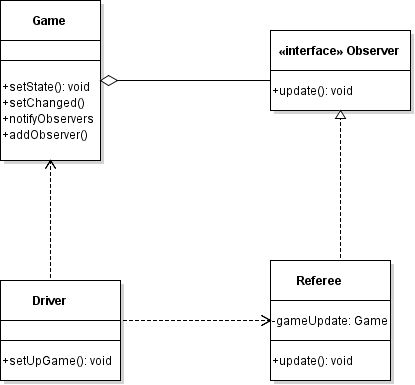 Game
+setState(): void
+setChanged()
+notifyObservers
+addObserver()
«interface» Observer
+update(): void
Driver
+setUpGame(): void
Referee
-gameUpdate: Game
+update(): void